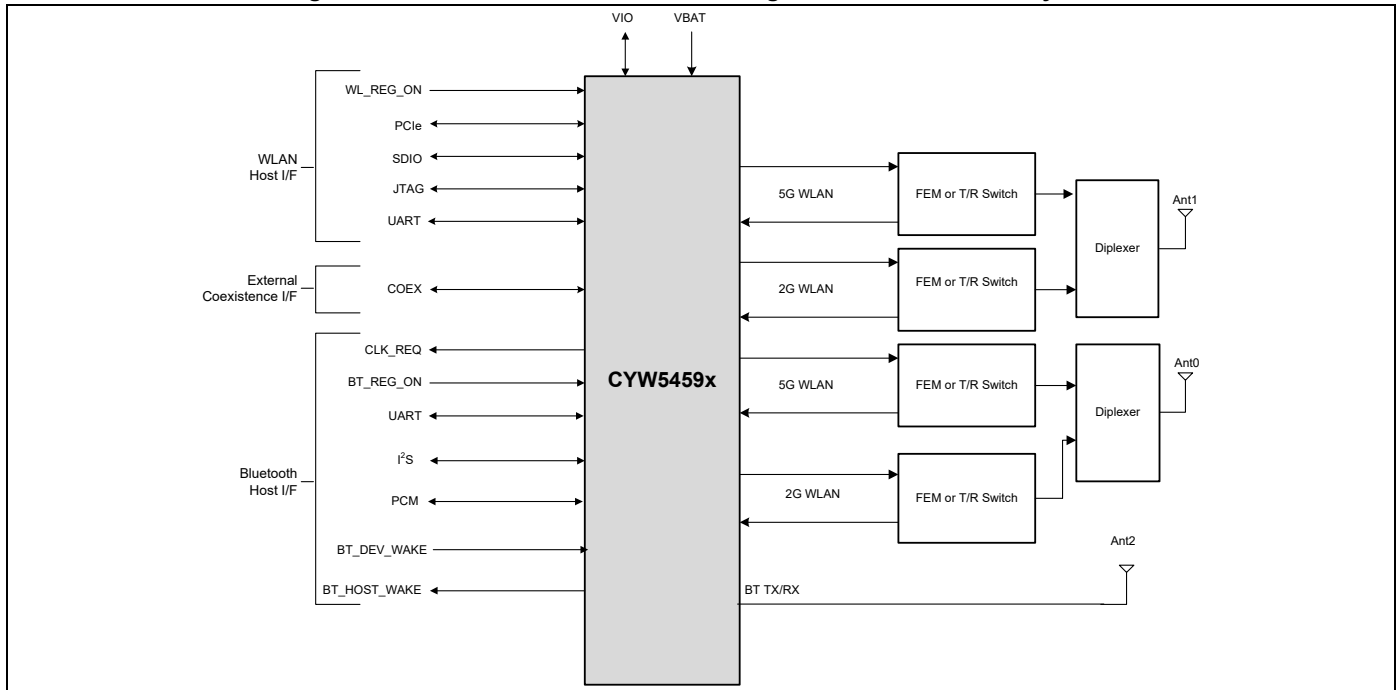 VIO VBAT
WL_REG_ON
PCIe
WLAN
Host I/F
SDIO
JTAG
UART
External
Coexistence I/F
COEX
CLK_REQ
BT_REG_ON
UART
I²S
Bluetooth
Host I/F
PCM
BT_DEV_WAKE
BT_HOST_WAKE
CYW5459x
5G WLAN
FEM or T/R Switch
2G WLAN
FEM or T/R Switch
Diplexer
Ant1
5G WLAN
FEM or T/R Switch
2G WLAN
FEM or T/R Switch
Diplexer
Ant0
BT TX/RX
Ant2